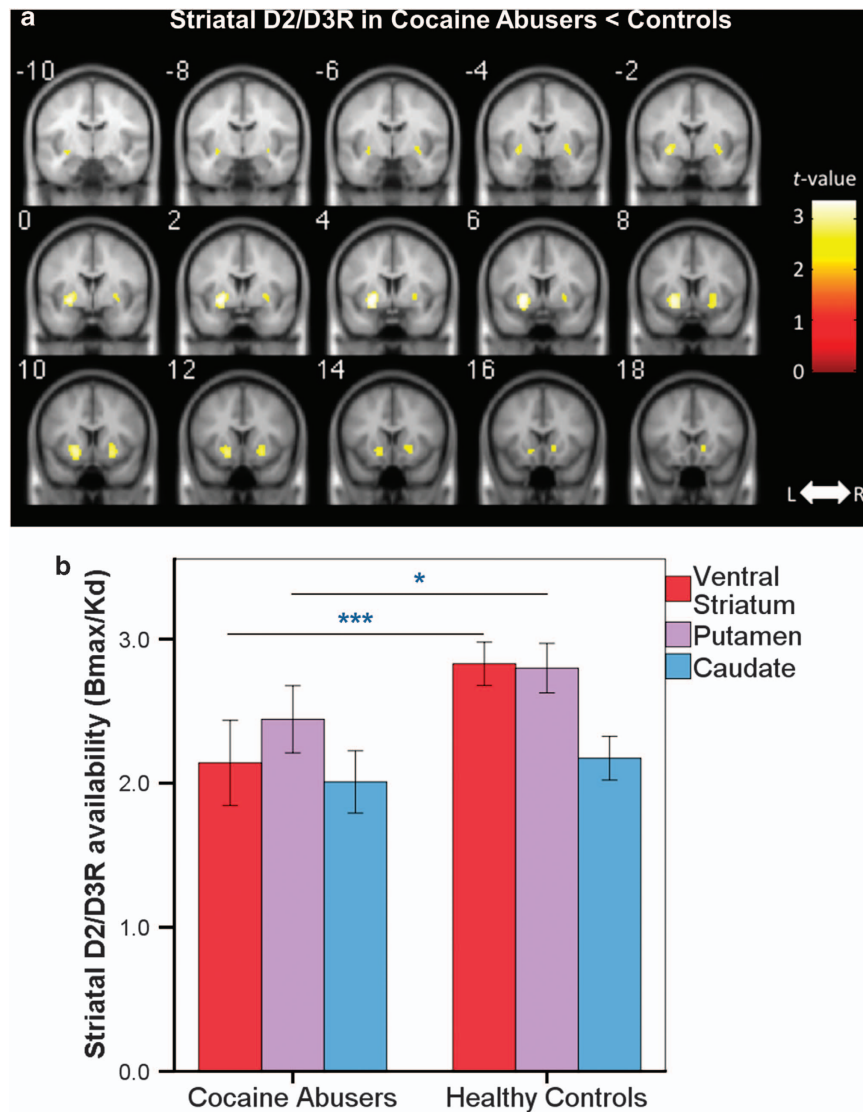 a
Striatal D2/D3R in Cocaine Abusers < Controls
-10 -8 -6 -4 -2
0 2 4 6 8
10 12 14 16 18
t-value
3
2
1
0
L R
b
Striatal D2/D3R availability (Bmax/Kd)
3.0
2.0
1.0
0.0
*
***
Ventral
Striatum
Putamen
Caudate
Cocaine Abusers Healthy Controls